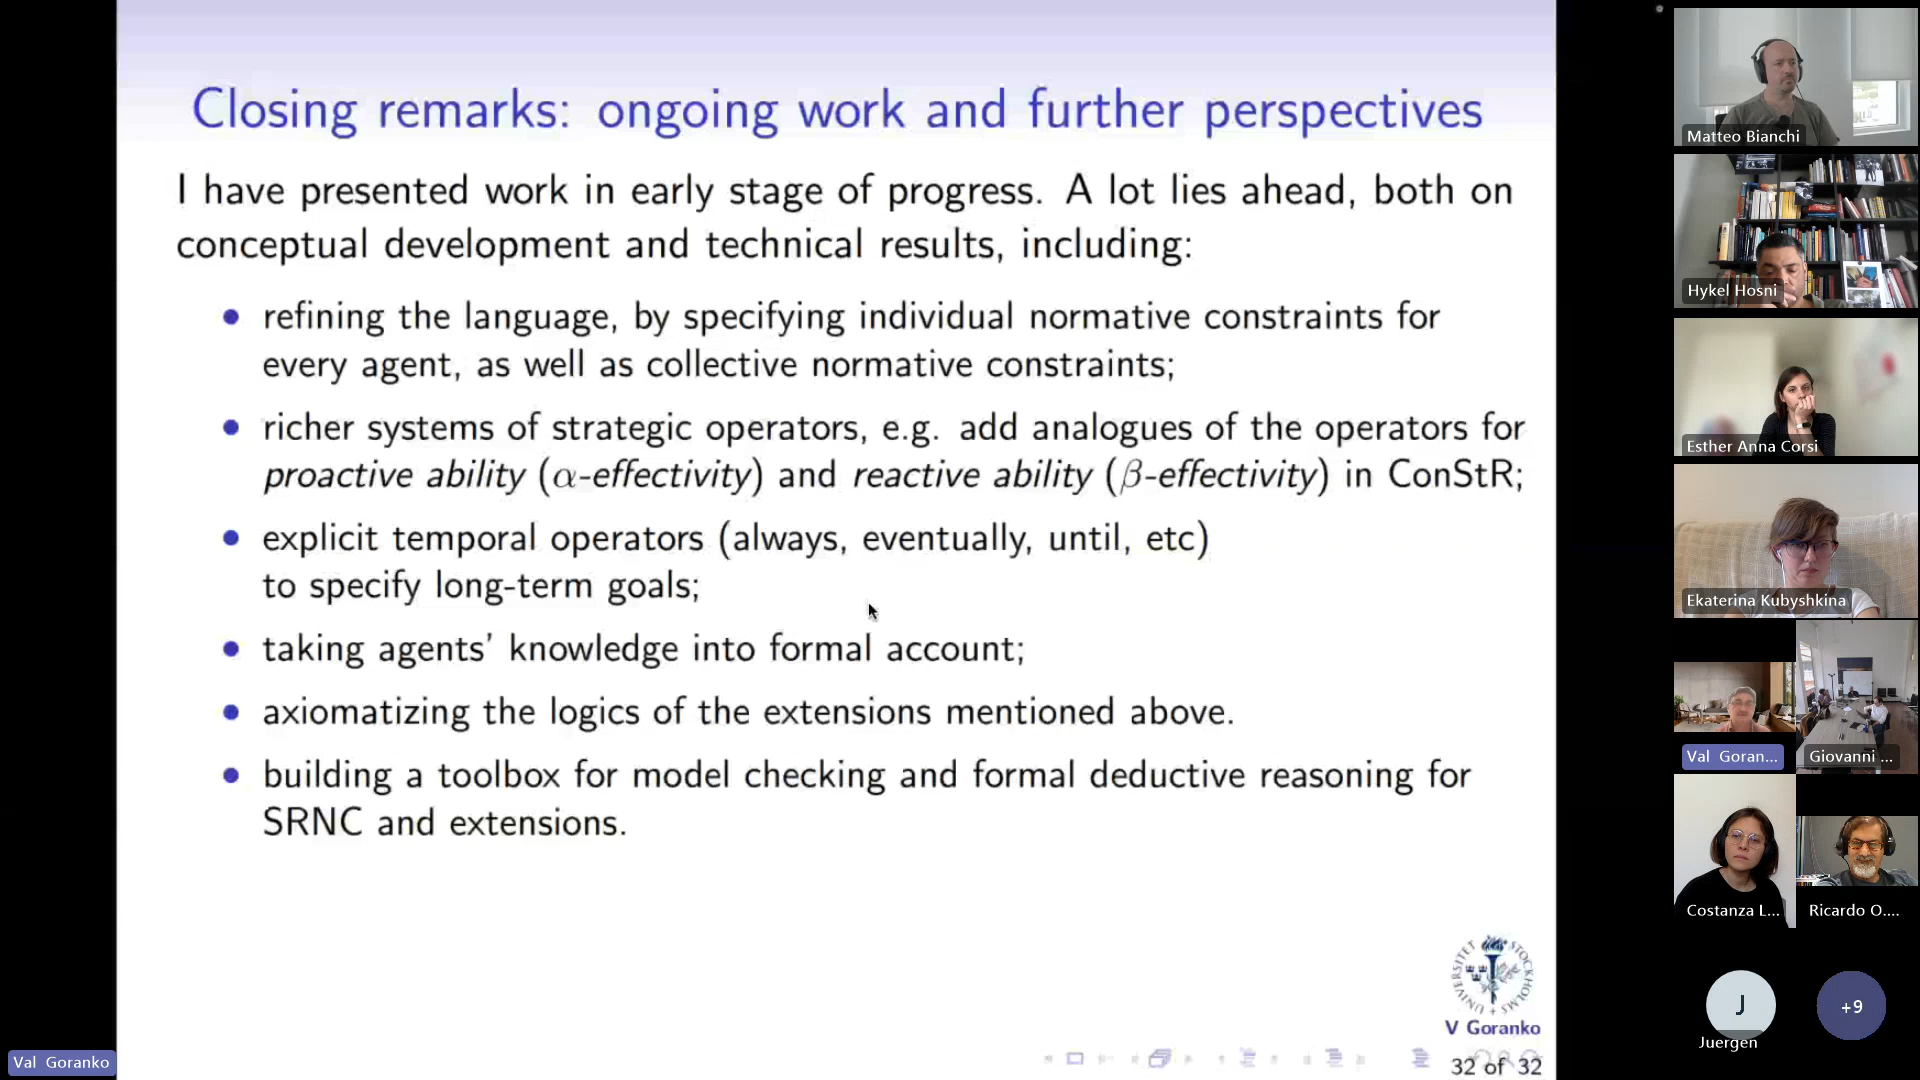 Closing remarks: ongoing work and further perspectives
I have presented work in early stage of progress. A lot lies ahead, both on
conceptual development and technical results, including:
refining the language, by specifying individual normative constraints for
every agent, as well as collective normative constraints;
richer systems of strategic operators, e.g. add analogues of the operators for
proactive ability (α-effectivity) and reactive ability (β-effectivity) in ConStR;
explicit temporal operators (always, eventually, until, etc)
to specify long-term goals;
taking agents' knowledge into formal account;
axiomatizing the logics of the extensions mentioned above.
building a toolbox for model checking and formal deductive reasoning for
SRNC and extensions.
STOCKHOLMS UNIVERSITET
V Goranko
32 of 32
Val Goranko
Matteo Bianchi
Hykel Hosni
Esther Anna Corsi
Ekaterina Kubyshkina
Val Goran...
Giovanni ...
Costanza L...
Ricardo O....
J
Juergen
+9